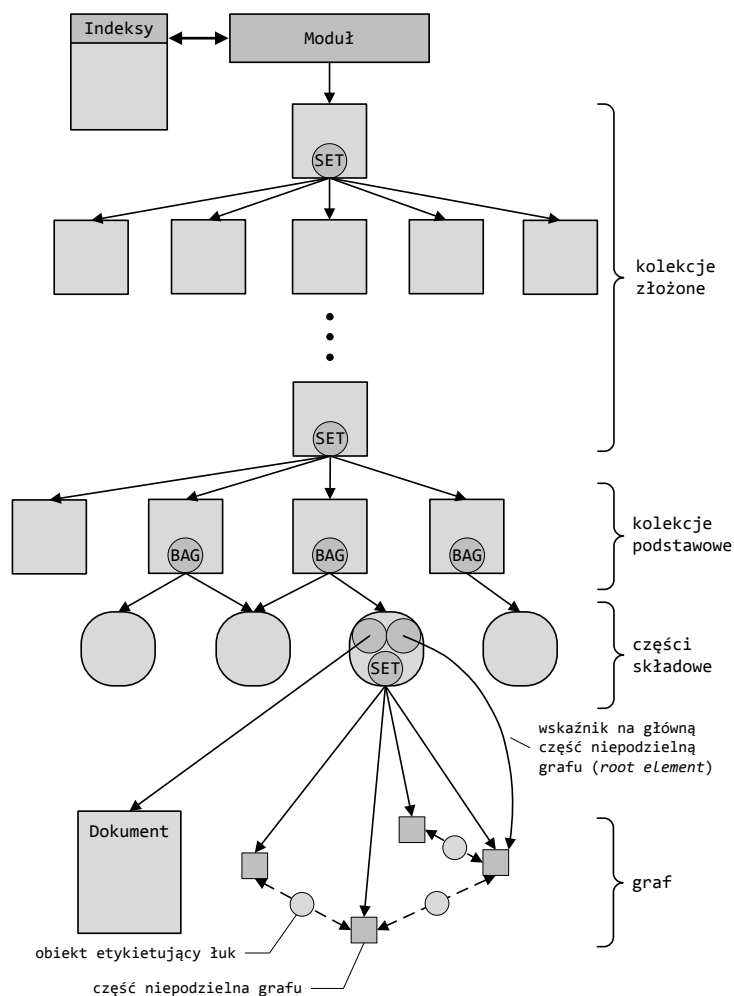 Indeksy
Moduł
SET
kolekcje
złożone
SET
BAG
BAG
BAG
kolekcje
podstawowe
SET
części
składowe
wskaźnik na główną
część niepodzielną
grafu (root element)
Dokument
graf
obiekt etykietujący łuk
część niepodzielna grafu